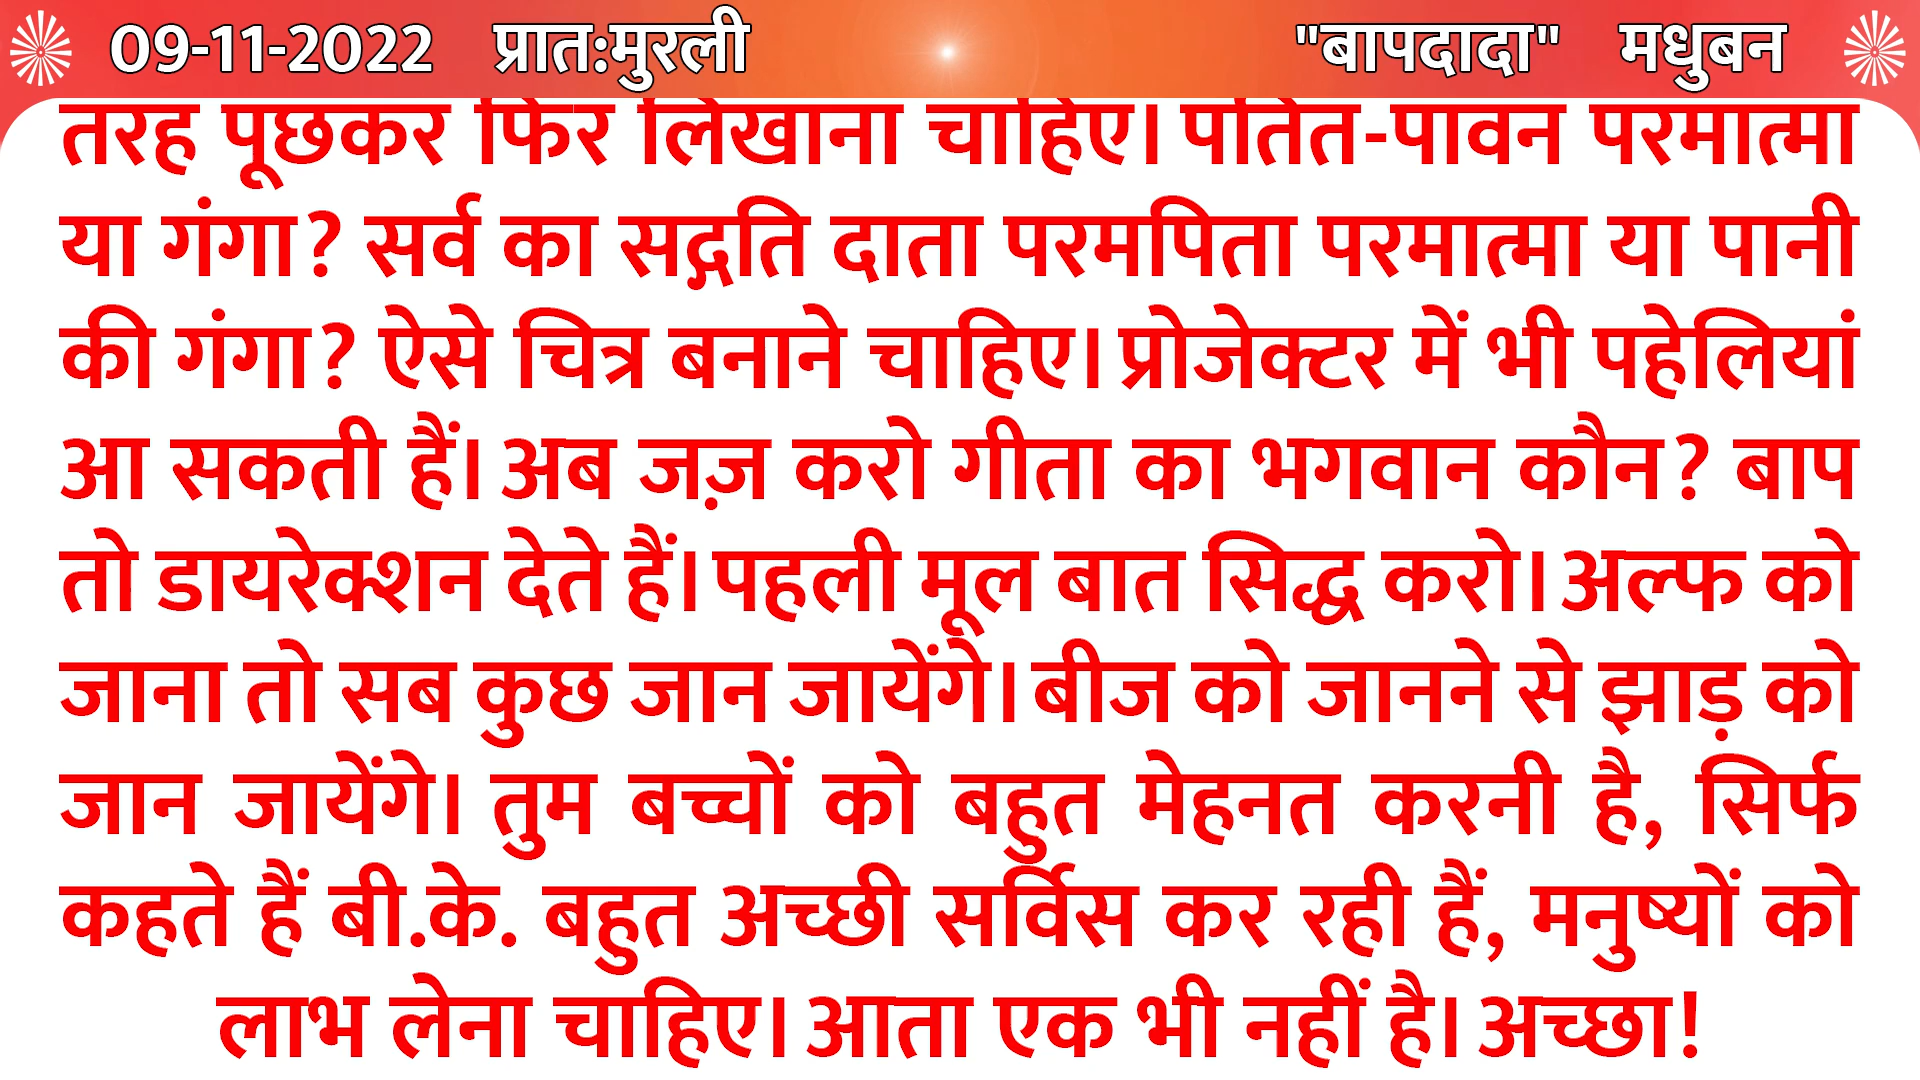 09-11-2022 प्रात:मुरली "बापदादा" मधुबन
तरह पूछकर फिर लिखाना चाहिए। पतित-पावन परमात्मा
या गंगा? सर्व का सद्गति दाता परमपिता परमात्मा या पानी
की गंगा? ऐसे चित्र बनाने चाहिए। प्रोजेक्टर में भी पहेलियां
आ सकती हैं। अब जज़ करो गीता का भगवान कौन? बाप
तो डायरेक्शन देते हैं। पहली मूल बात सिद्ध करो। अल्फ को
जाना तो सब कुछ जान जायेंगे। बीज को जानने से झाड़ को
जान जायेंगे। तुम बच्चों को बहुत मेहनत करनी है, सिर्फ
कहते हैं बी.के. बहुत अच्छी सर्विस कर रही हैं, मनुष्यों को
लाभ लेना चाहिए। आता एक भी नहीं है। अच्छा!